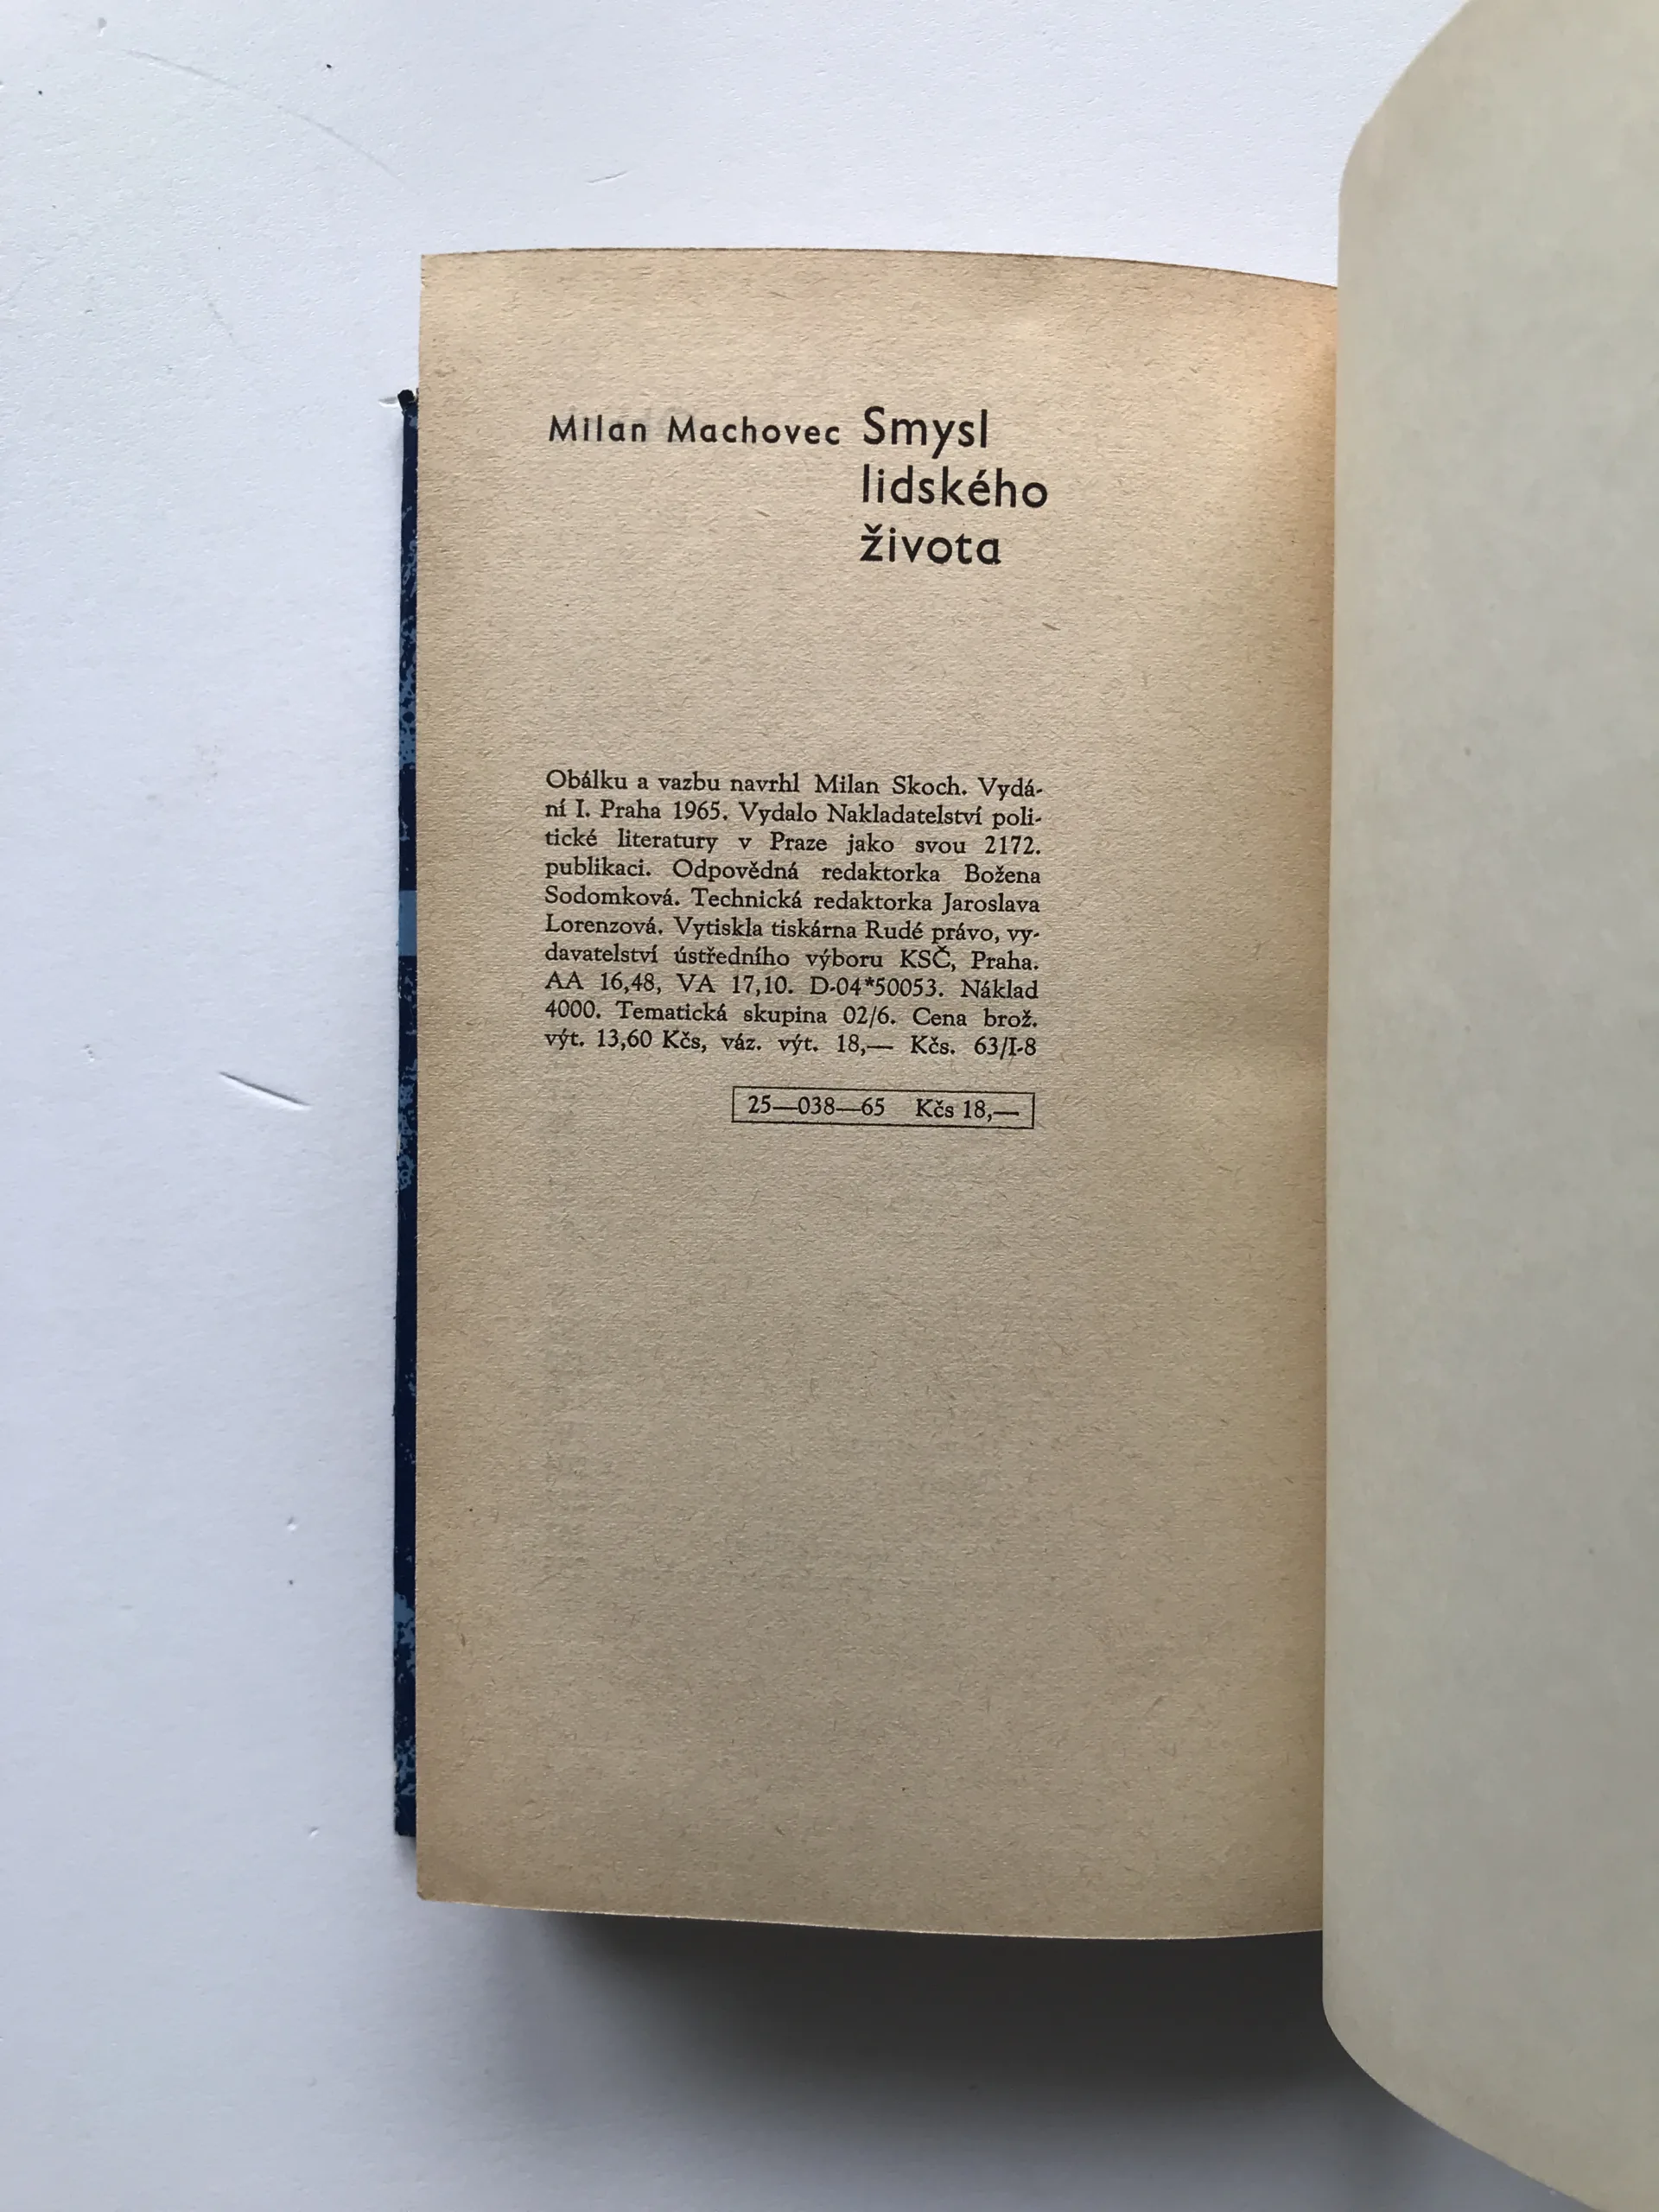 Milan Machovec Smysl
lidského
života
Obálku a vazbu navrhl Milan Skoch. Vydá-
ní I. Praha 1965. Vydalo Nakladatelství poli-
tické literatury v Praze jako svou 2172.
publikaci. Odpovědná redaktorka Božena
Sodomková. Technická redaktorka Jaroslava
Lorenzová. Vytiskla tiskárna Rudé právo, vy-
davatelství ústředního výboru KSČ, Praha.
AA 16,48, VA 17,10. D-04*50053. Náklad
4000. Tematická skupina 02/6. Cena brož.
výt. 13,60 Kčs, váz. výt. 18,— Kčs. 63/I-8
25—038—65 Kčs 18,—